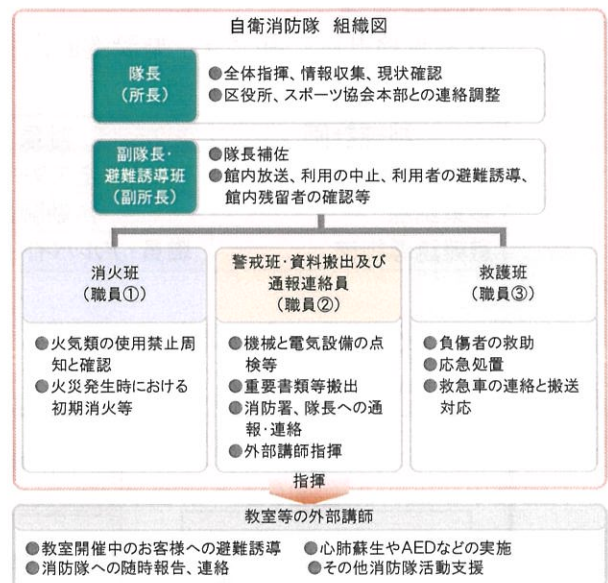 自衛消防隊 組織図
隊長
(所長)
●全体指揮、情報収集、現状確認
●区役所、スポーツ協会本部との連絡調整
副隊長・
避難誘導班
(副所長)
●隊長補佐
●館内放送、利用の中止、利用者の避難誘導、
館内残留者の確認等
消火班
(職員①)
●火気類の使用禁止周
知と確認
●火災発生時における
初期消火等
警戒班・資料搬出及び
通報連絡員
(職員②)
●機械と電気設備の点
検等
●重要書類等搬出
●消防署、隊長への通
報・連絡
●外部講師指揮
救護班
(職員③)
●負傷者の救助
●応急処置
●救急車の連絡と搬送
対応
指揮
教室等の外部講師
●教室開催中のお客様への避難誘導
●消防隊への随時報告、連絡
●心肺蘇生やAEDなどの実施
●その他消防隊活動支援